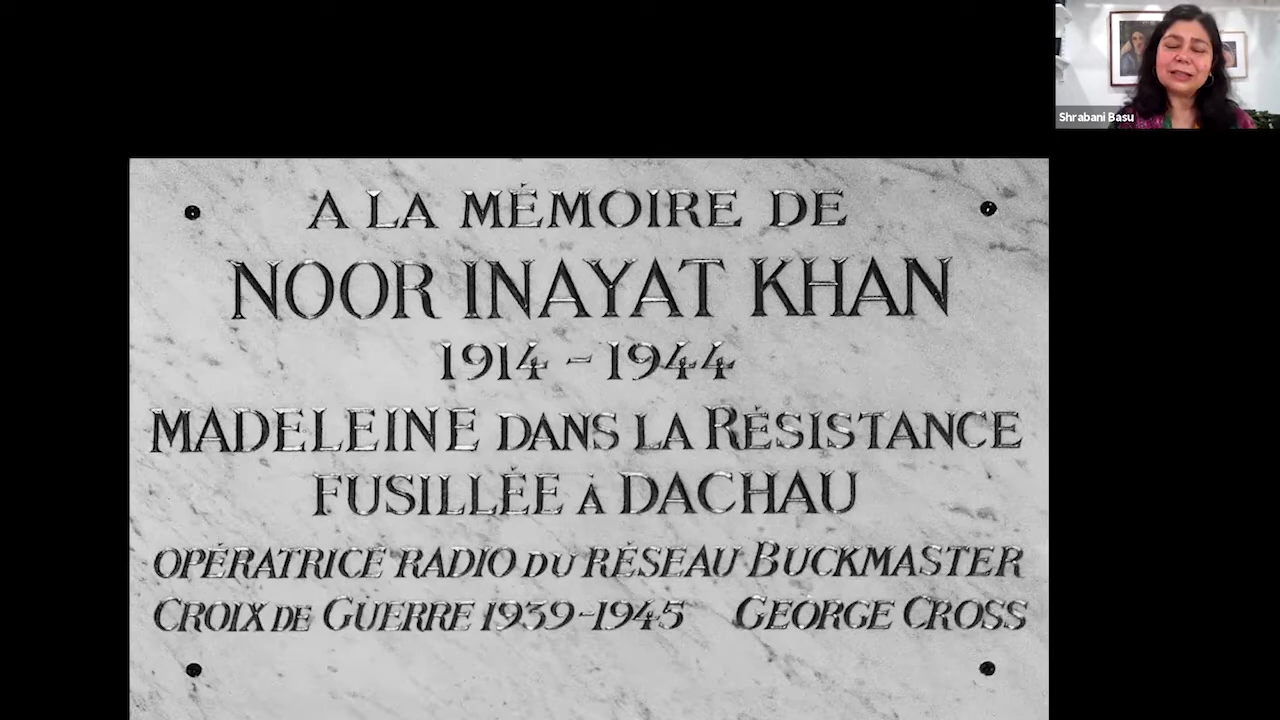 Shrabani Basu
A LA MÉMOIRE DE
NOOR INAYAT KHAN
1914 - 1944
MADELEINE DANS LA RÉSISTANCE
FUSILLÉE À DACHAU
OPÉRATRICE RADIO DU RÉSEAU BUCKMASTER
CROIX DE GUERRE 1939-1945 GEORGE CROSS